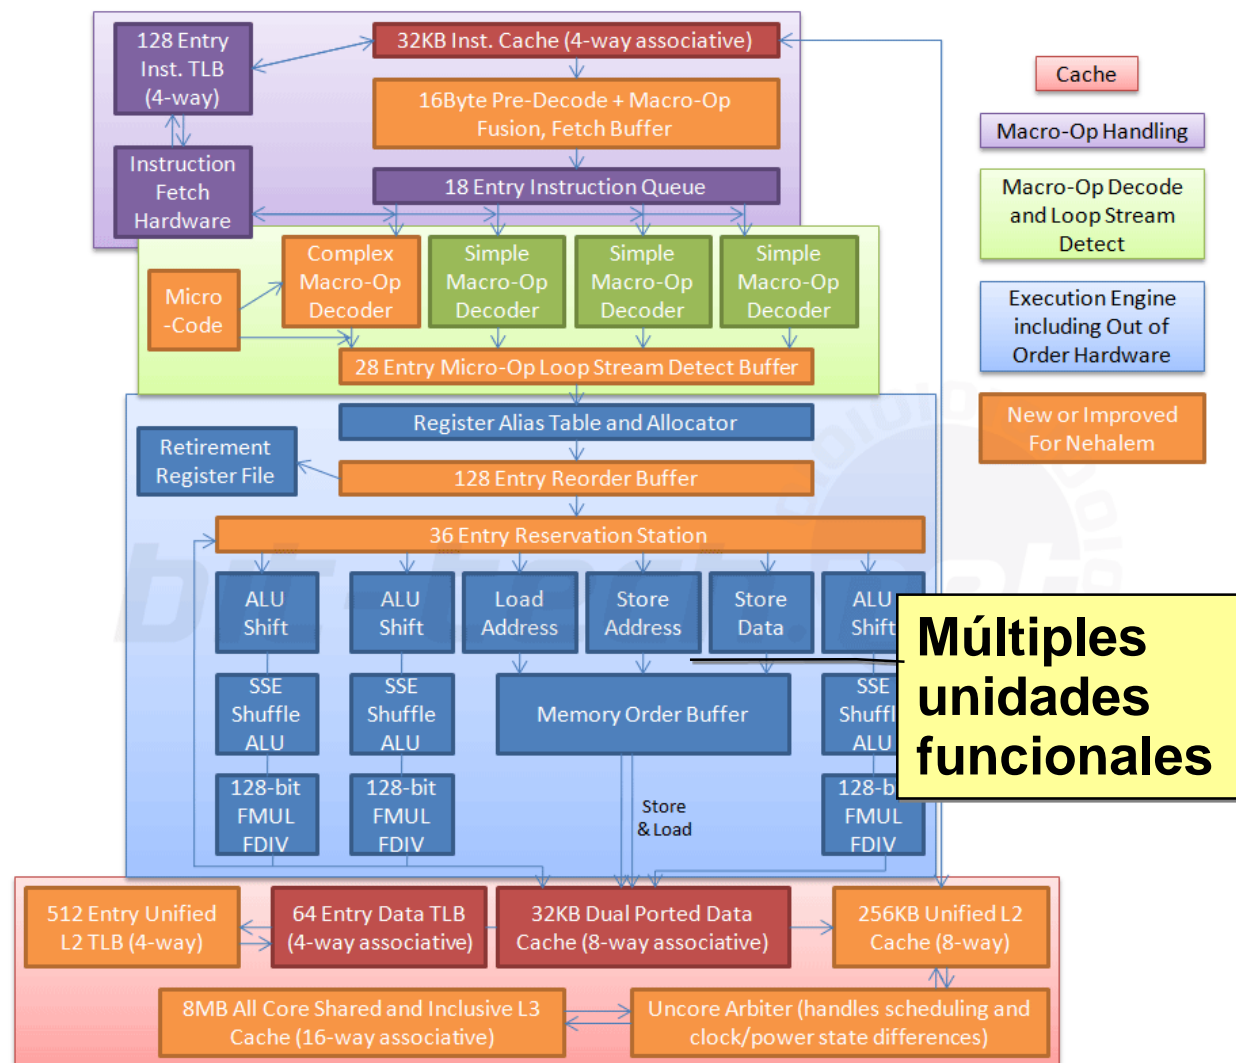 128 Entry
Inst. TLB
(4-way)
32KB Inst. Cache (4-way associative)
16Byte Pre-Decode + Macro-Op
Fusion, Fetch Buffer
Instruction
Fetch
Hardware
18 Entry Instruction Queue
Cache
Macro-Op Handling
Macro-Op Decode
and Loop Stream
Detect
Execution Engine
including Out of
Order Hardware
New or Improved
For Nehalem
Micro
-Code
Complex
Macro-Op
Decoder
Simple
Macro-Op
Decoder
Simple
Macro-Op
Decoder
Simple
Macro-Op
Decoder
28 Entry Micro-Op Loop Stream Detect Buffer
Register Alias Table and Allocator
Retirement
Register File
128 Entry Reorder Buffer
36 Entry Reservation Station
ALU
Shift
ALU
Shift
Load
Address
Store
Address
Store
Data
ALU
Shift
Múltiples
unidades
funcionales
SSE
Shuffle
ALU
SSE
Shuffle
ALU
Memory Order Buffer
SSE
Shuffl
ALU
128-bit
FMUL
FDIV
128-bit
FMUL
FDIV
Store
& Load
128-bi
FMUL
FDIV
512 Entry Unified
L2 TLB (4-way)
64 Entry Data TLB
(4-way associative)
32KB Dual Ported Data
Cache (8-way associative)
256KB Unified L2
Cache (8-way)
8MB All Core Shared and Inclusive L3
Cache (16-way associative)
Uncore Arbiter (handles scheduling and
clock/power state differences)